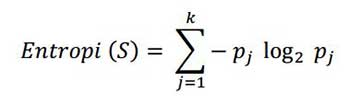 Entropi (S) = ∑_{j=1}^{k} − p_j log₂ p_j